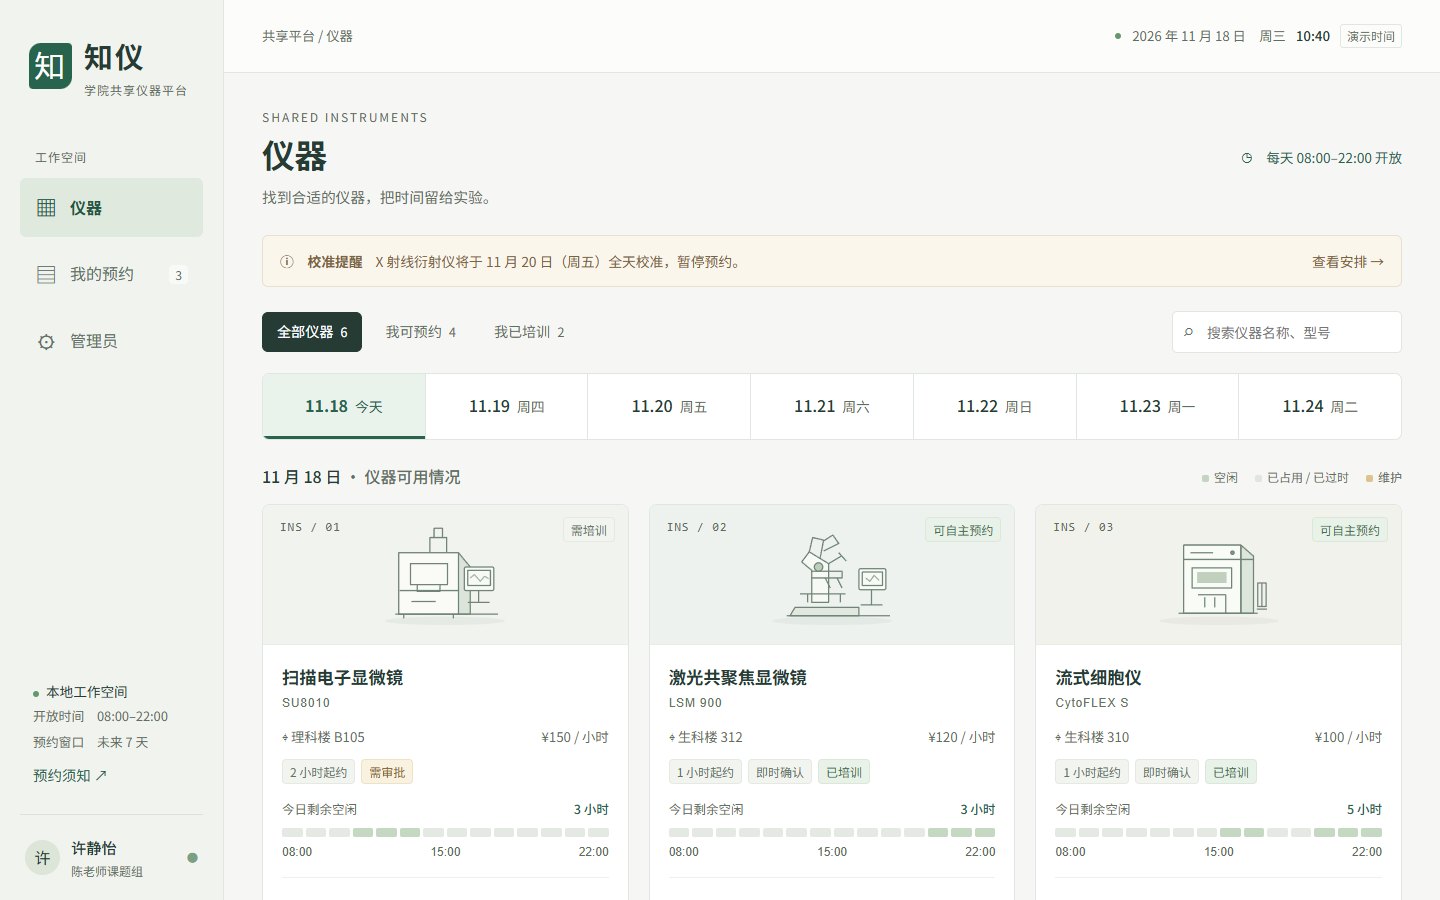 知 知仪
学院共享仪器平台
工作空间
仪器
我的预约 3
管理员
本地工作空间
开放时间 08:00–22:00
预约窗口 未来 7 天
预约须知 ↗
许 许静怡
陈老师课题组
共享平台 / 仪器
2026 年 11 月 18 日 周三 10:40 演示时间
SHARED INSTRUMENTS
仪器
每天 08:00–22:00 开放
找到合适的仪器，把时间留给实验。
校准提醒 X 射线衍射仪将于 11 月 20 日（周五）全天校准，暂停预约。 查看安排 →
全部仪器 6 我可预约 4 我已培训 2 搜索仪器名称、型号
11.18 今天 11.19 周四 11.20 周五 11.21 周六 11.22 周日 11.23 周一 11.24 周二
11 月 18 日 · 仪器可用情况 空闲 已占用 / 已过时 维护
INS / 01 需培训
扫描电子显微镜
SU8010
理科楼 B105 ¥150 / 小时
2 小时起约 需审批
今日剩余空闲 3 小时
08:00 15:00 22:00
INS / 02 可自主预约
激光共聚焦显微镜
LSM 900
生科楼 312 ¥120 / 小时
1 小时起约 即时确认 已培训
今日剩余空闲 3 小时
08:00 15:00 22:00
INS / 03 可自主预约
流式细胞仪
CytoFLEX S
生科楼 310 ¥100 / 小时
1 小时起约 即时确认 已培训
今日剩余空闲 5 小时
08:00 15:00 22:00